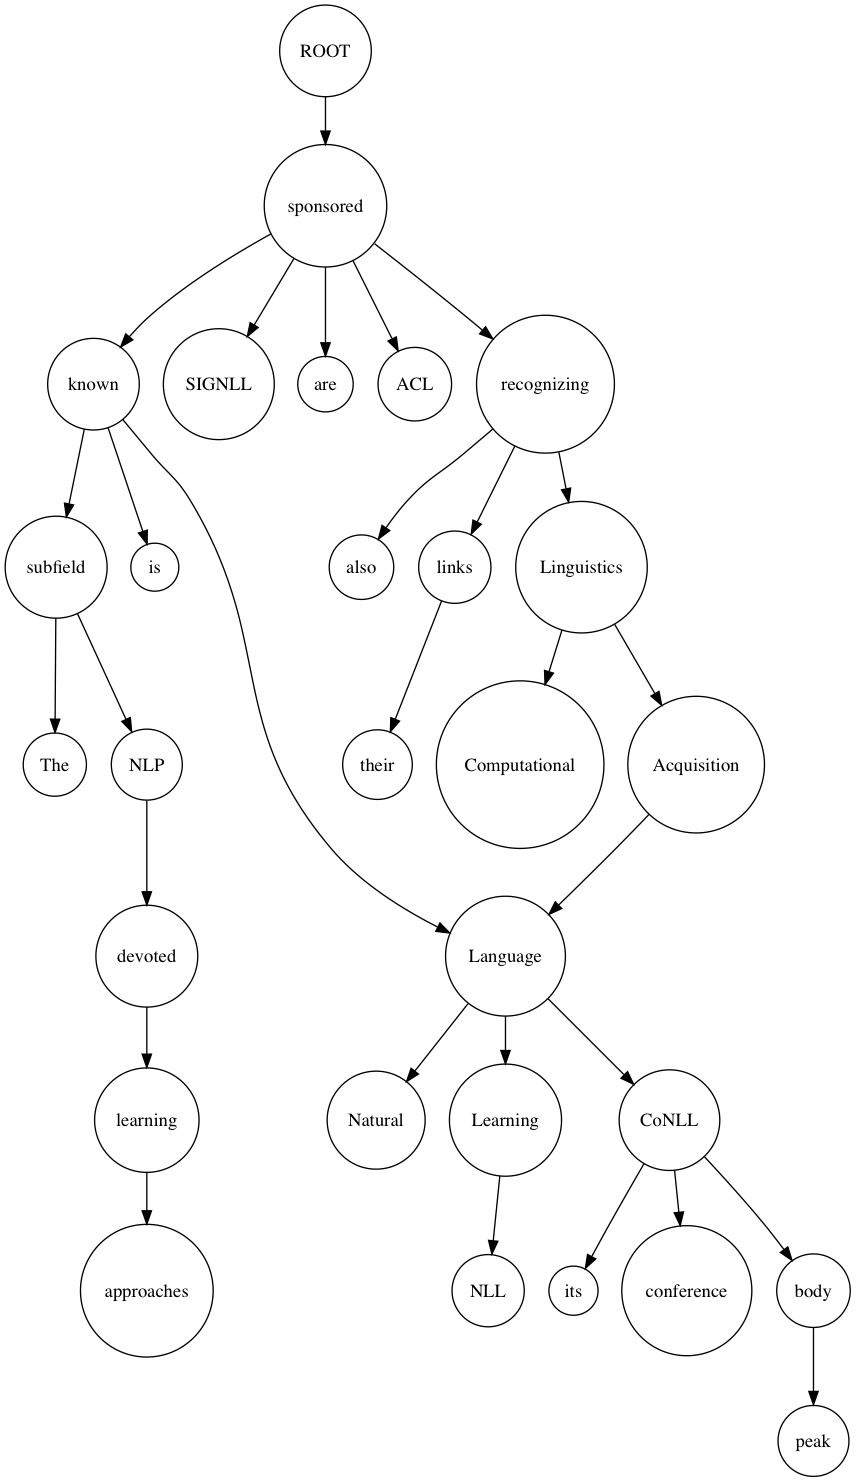 ROOT
sponsored
known
SIGNLL
are
ACL
recognizing
subfield
is
also
links
Linguistics
The
NLP
their
Computational
Acquisition
devoted
Language
learning
Natural
Learning
CoNLL
approaches
NLL
its
conference
body
peak